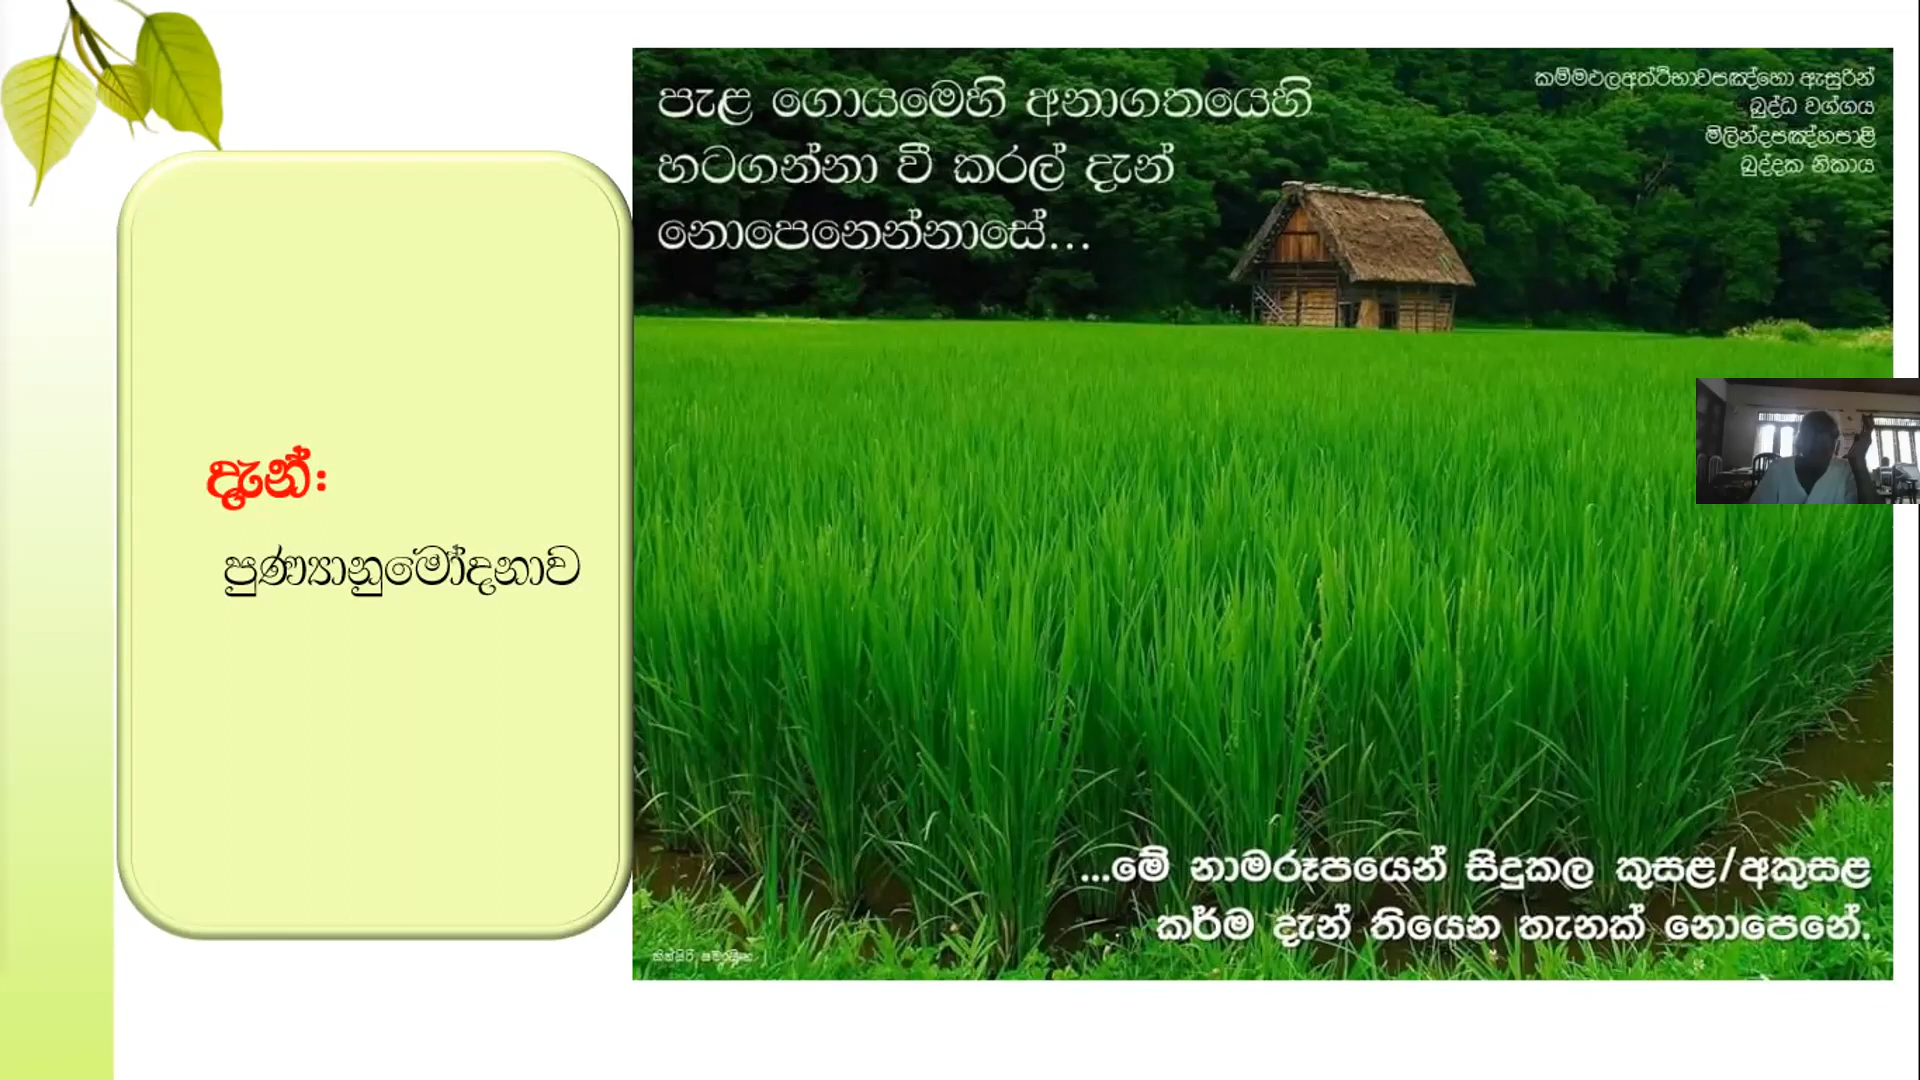 දැන්:
පුණ්‍යානුමෝදනාව
පැළ ගොයමෙහි අනාගතයෙහි
හටගන්නා වී කරල් දැන්
නොපෙනෙන්නාසේ...
කම්මඵලඅත්ථිභාවපඤ්හො ඇසුරින්
බුද්ධ වග්ගය
මිලින්දපඤ්හපාළි
ඛුද්දක නිකාය
...මේ නාමරූපයෙන් සිදුකල කුසළ/අකුසළ
කර්ම දැන් තියෙන තැනක් නොපෙනේ.